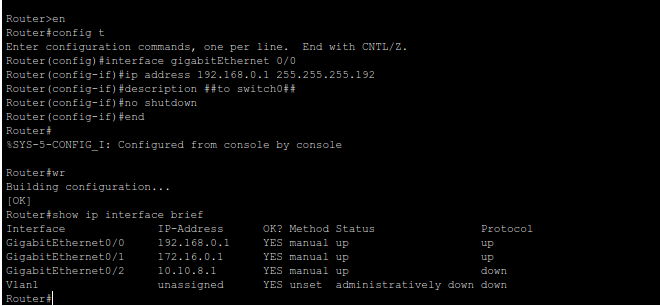 Router>en
Router#config t
Enter configuration commands, one per line.  End with CNTL/Z.
Router(config)#interface gigabitEthernet 0/0
Router(config-if)#ip address 192.168.0.1 255.255.255.192
Router(config-if)#description ##to switch0##
Router(config-if)#no shutdown
Router(config-if)#end
Router#
%SYS-5-CONFIG_I: Configured from console by console
Router#wr
Building configuration...
[OK]
Router#show ip interface brief
Interface              IP-Address      OK? Method Status                Protocol
GigabitEthernet0/0     192.168.0.1     YES manual up                    up
GigabitEthernet0/1     172.16.0.1      YES manual up                    up
GigabitEthernet0/2     10.10.8.1       YES manual up                    down
Vlan1                  unassigned      YES unset  administratively down down
Router#